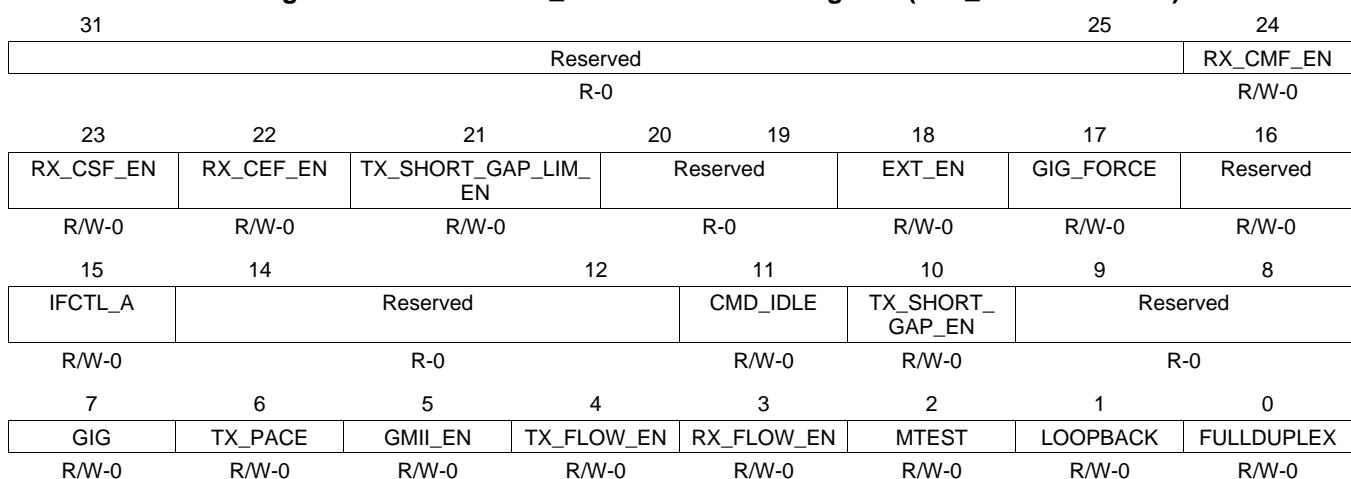 31 25 24
Reserved RX_CMF_EN
R-0 R/W-0
23 22 21 20 19 18 17 16
RX_CSF_EN RX_CEF_EN TX_SHORT_GAP_LIM_ Reserved EXT_EN GIG_FORCE Reserved
EN
R/W-0 R/W-0 R/W-0 R-0 R/W-0 R/W-0 R/W-0
15 14 12 11 10 9 8
IFCTL_A Reserved CMD_IDLE TX_SHORT_ Reserved
GAP_EN
R/W-0 R-0 R/W-0 R/W-0 R-0
7 6 5 4 3 2 1 0
GIG TX_PACE GMII_EN TX_FLOW_EN RX_FLOW_EN MTEST LOOPBACK FULLDUPLEX
R/W-0 R/W-0 R/W-0 R/W-0 R/W-0 R/W-0 R/W-0 R/W-0